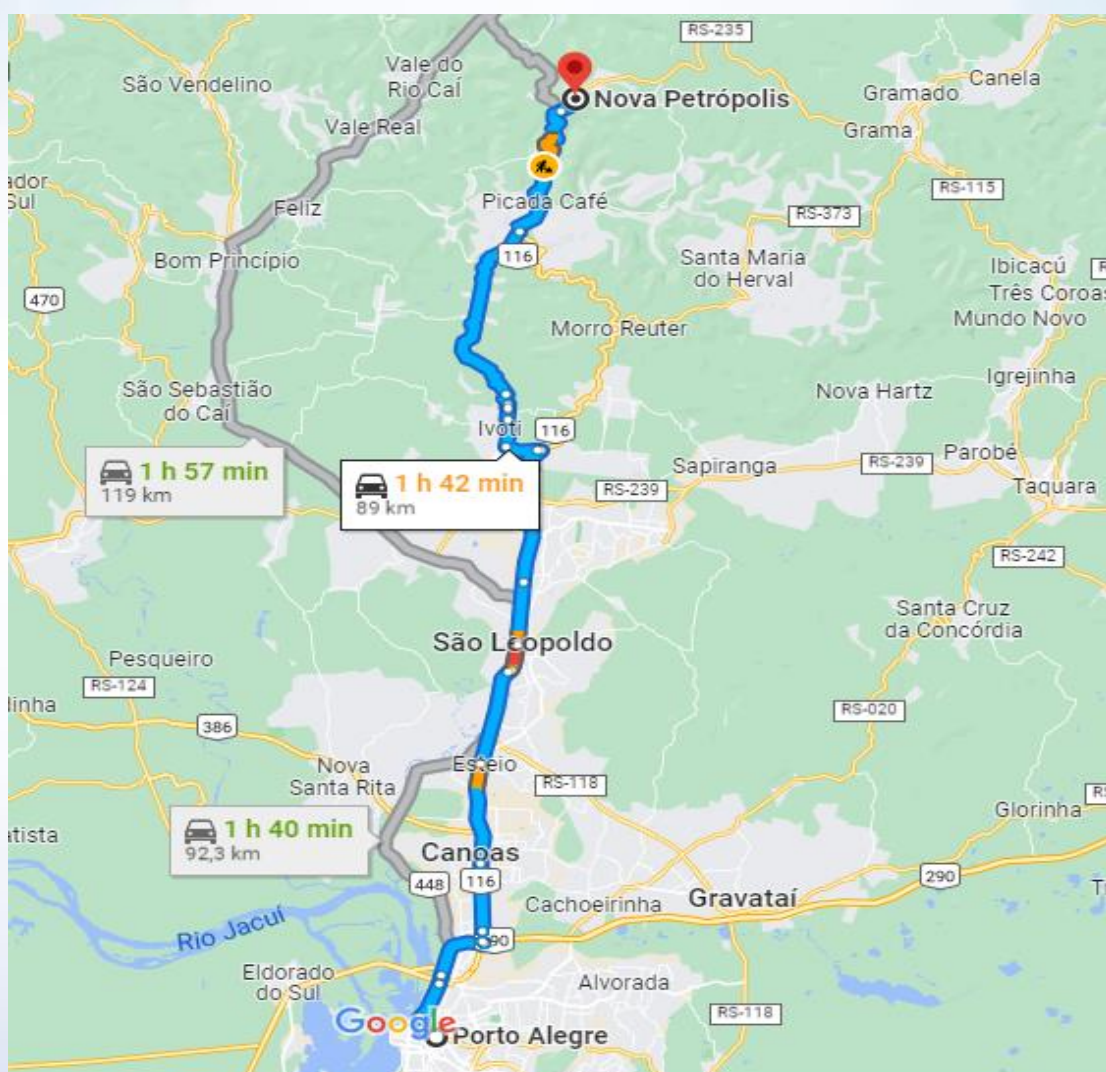 RS-235
Vale do
Rio Caí
São Vendelino
Canela
Gramado
Nova Petrópolis
Grama
Vale Real
ador
Sul
RS-115
Picada Café
Feliz
RS-373
116
Bom Princípio
Santa Maria
do Herval
Ibicacú
470
Três Coroas
Mundo Novo
Morro Reuter
São Sebastião
do Caí
Nova Hartz
Igrejinha
Ivoti
116
Sapiranga
RS-239
Parobé
1 h 57 min
119 km
1 h 42 min
89 km
RS-239
Taquara
RS-242
Santa Cruz
da Concórdia
São Leopoldo
Pesqueiro
RS-124
dinha
386
RS-020
Nova
Santa Rita
Esteio
RS-118
Glorinha
1 h 40 min
92,3 km
atista
Canoas
448
116
290
Gravataí
Cachoeirinha
Rio Jacuí
90
Eldorado
do Sul
Alvorada
RS-118
Google
Porto Alegre